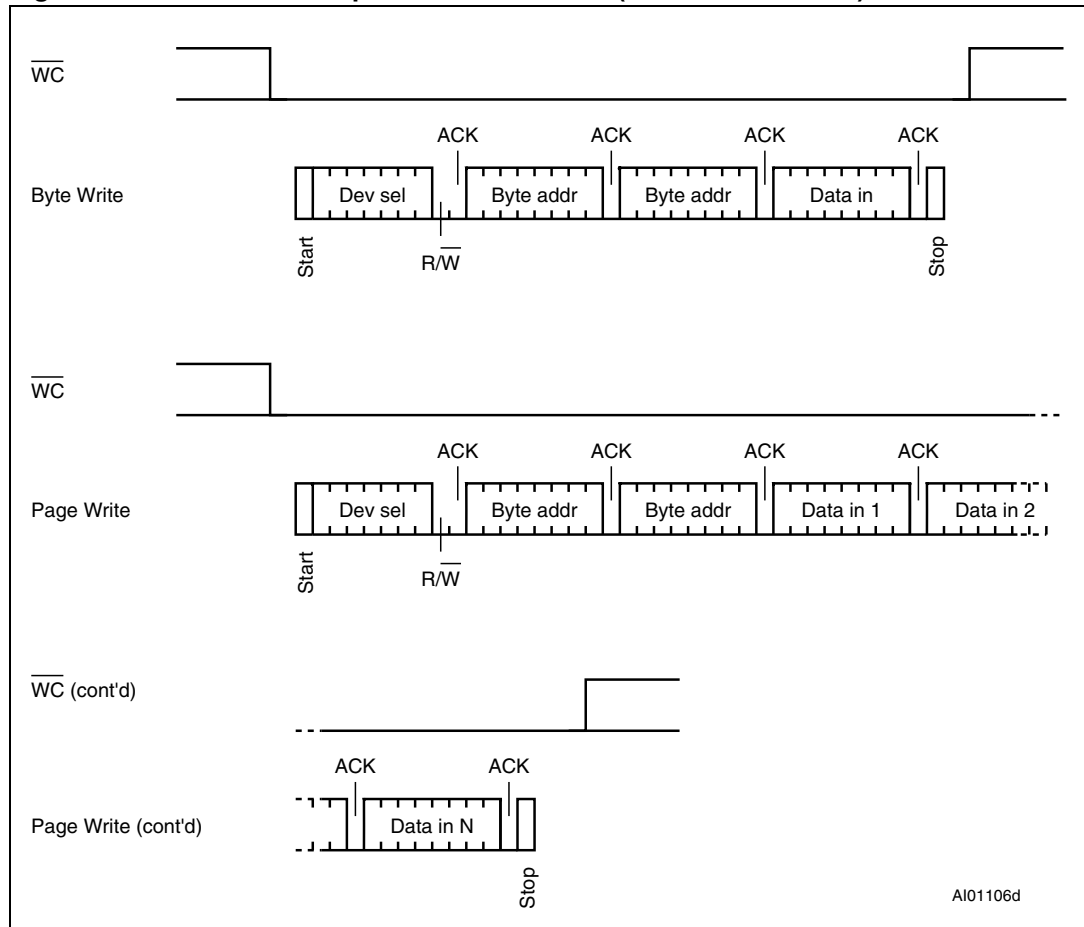 WC
ACK ACK ACK ACK
Byte Write Dev sel Byte addr Byte addr Data in
Start R/W Stop
WC
ACK ACK ACK ACK
Page Write Dev sel Byte addr Byte addr Data in 1 Data in 2
Start R/W
WC (cont'd)
ACK ACK
Page Write (cont'd) Data in N
Stop
AI01106d